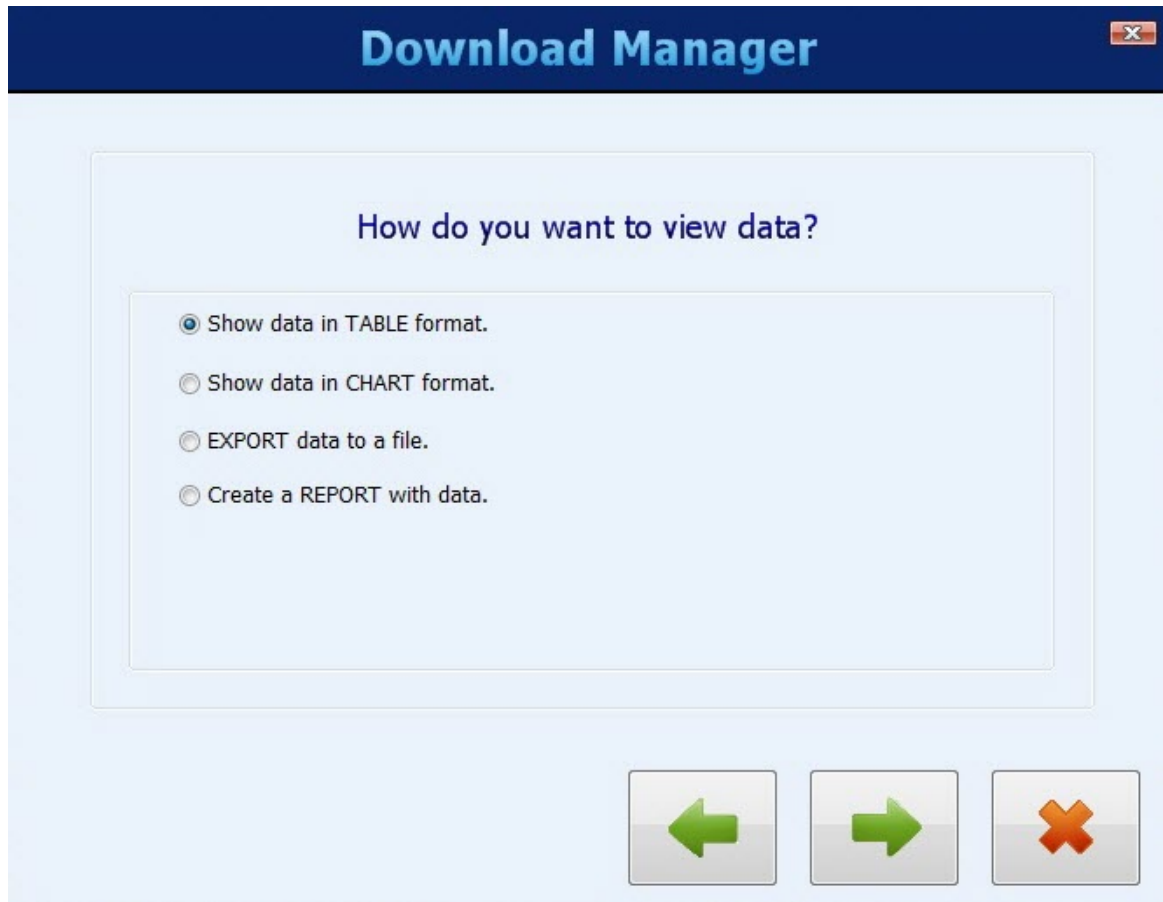 Download Manager
How do you want to view data?
Show data in TABLE format.
Show data in CHART format.
EXPORT data to a file.
Create a REPORT with data.